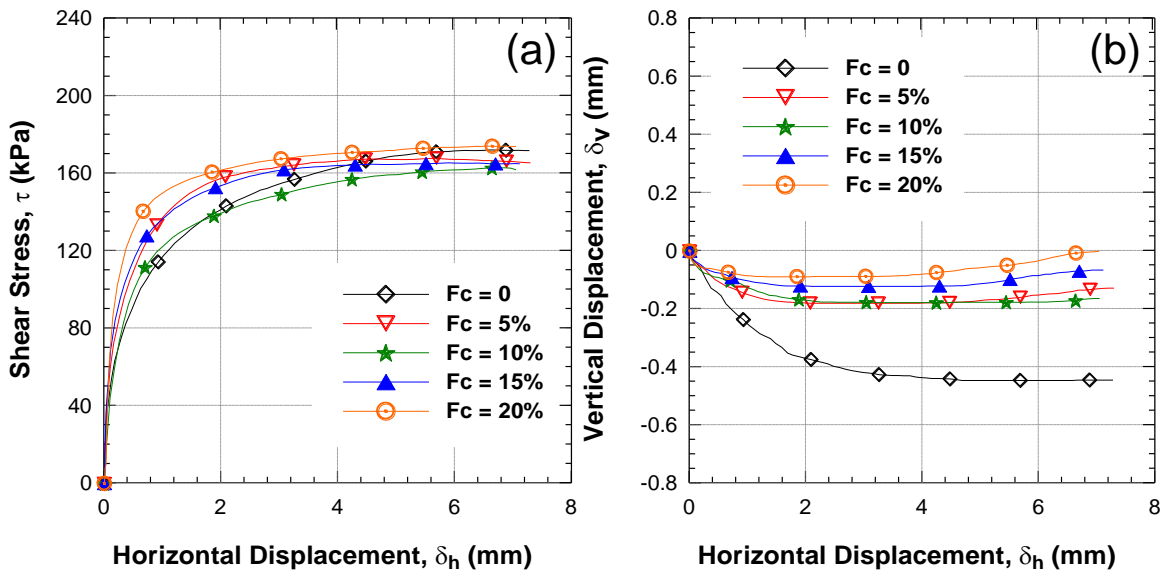 (a)
Shear Stress, τ (kPa)
240
200
160
120
80
40
0
Fc = 0
Fc = 5%
Fc = 10%
Fc = 15%
Fc = 20%
0 2 4 6 8
Horizontal Displacement, δh (mm)
(b)
Vertical Displacement, δv (mm)
0.8
0.6
0.4
0.2
0
-0.2
-0.4
-0.6
-0.8
Fc = 0
Fc = 5%
Fc = 10%
Fc = 15%
Fc = 20%
0 2 4 6 8
Horizontal Displacement, δh (mm)